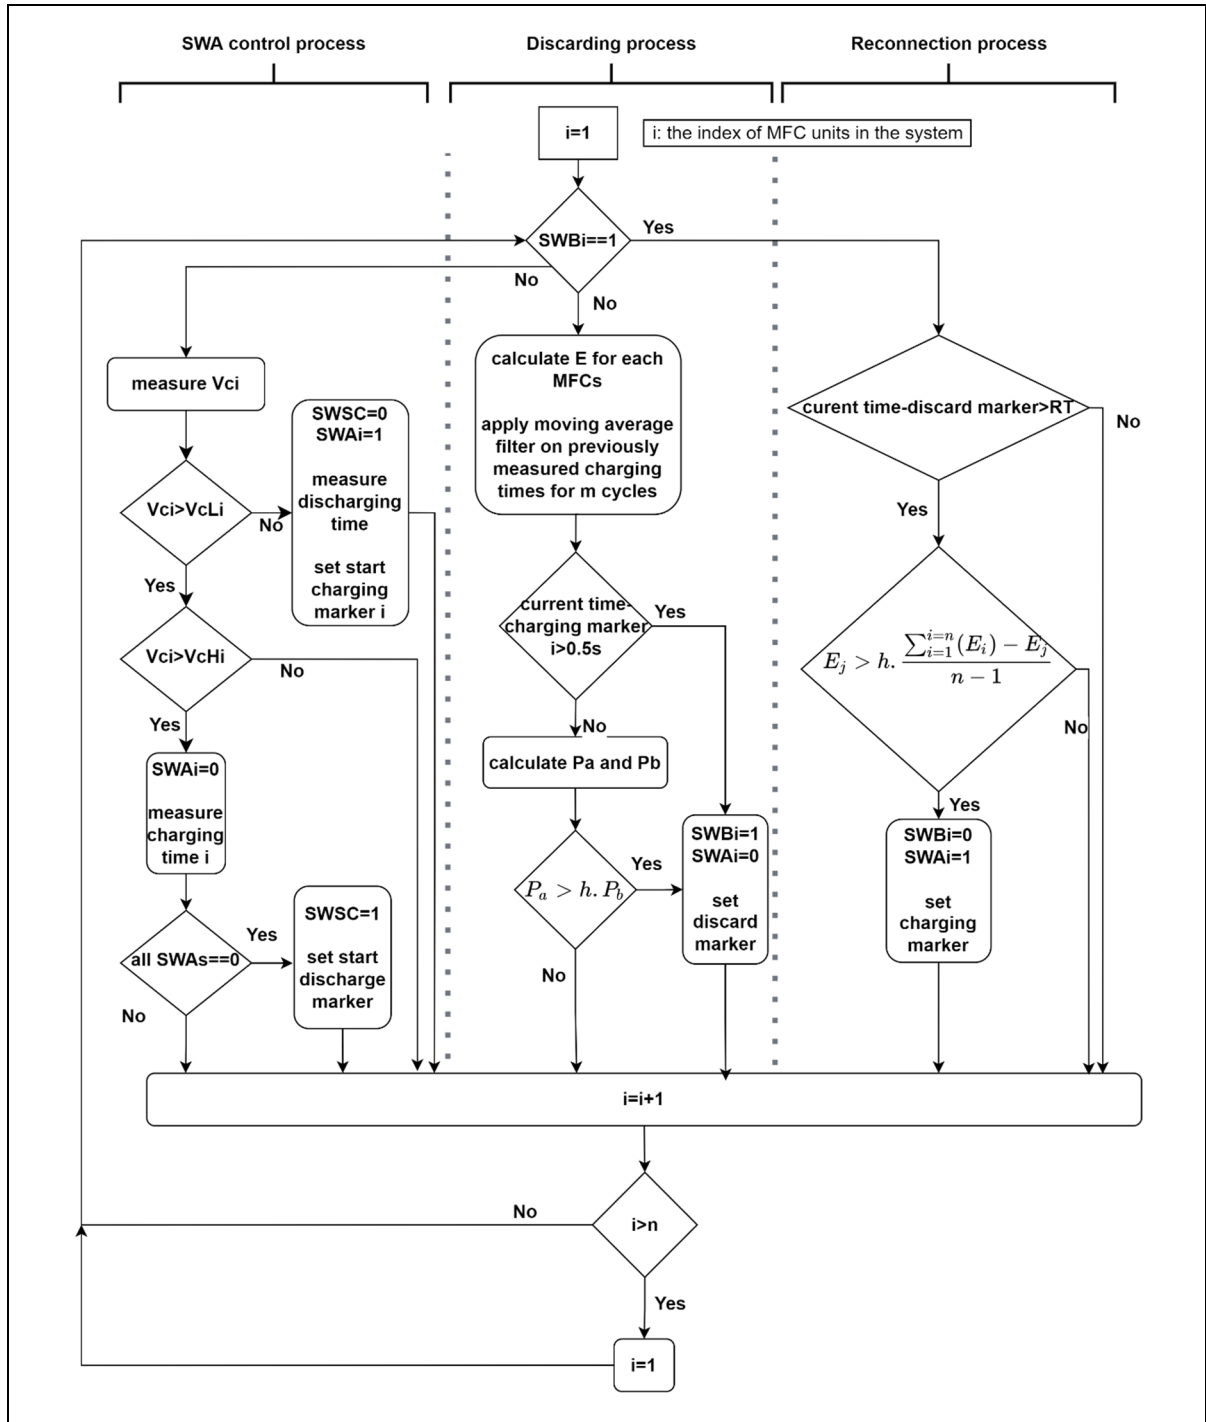 SWA control process
Discarding process
Reconnection process
i=1
i: the index of MFC units in the system
SWBi==1
Yes
No
No
measure Vci
SWSC=0
SWAi=1
measure
discharging
time
set start
charging
marker i
Vci>VcLi
No
Yes
Vci>VcHi
No
Yes
SWAi=0
measure
charging
time i
all SWAs==0
Yes
No
SWSC=1
set start
discharge
marker
calculate E for each
MFCs
apply moving average
filter on previously
measured charging
times for m cycles
current time-
charging marker
i>0.5s
Yes
No
calculate Pa and Pb
P_a > h. P_b
Yes
No
SWBi=1
SWAi=0
set
discard
marker
curent time-discard marker>RT
No
Yes
E_j > h. \frac{\sum_{i=1}^{i=n}(E_i) - E_j}{n - 1}
No
Yes
SWBi=0
SWAi=1
set
charging
marker
i=i+1
i>n
No
Yes
i=1